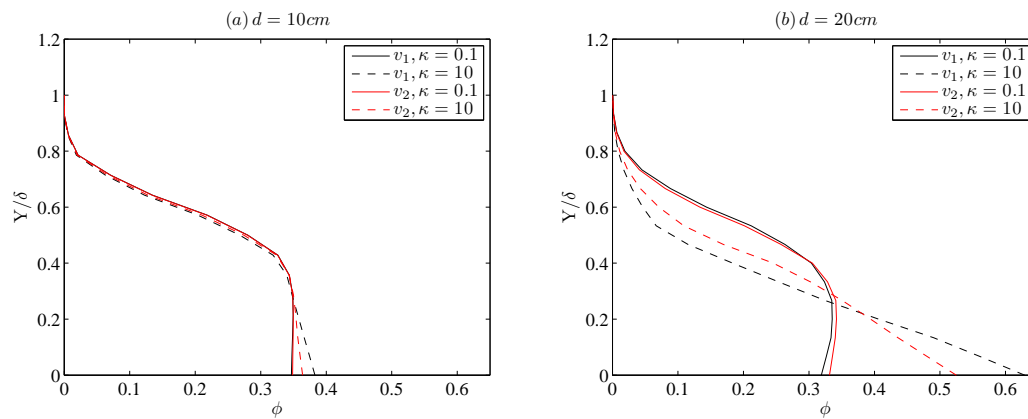 (a) d = 10cm
1.2
1
0.8
0.6
0.4
0.2
0
0 0.1 0.2 0.3 0.4 0.5 0.6
Y/δ
ϕ
v₁, κ = 0.1
v₁, κ = 10
v₂, κ = 0.1
v₂, κ = 10
(b) d = 20cm
1.2
1
0.8
0.6
0.4
0.2
0
0 0.1 0.2 0.3 0.4 0.5 0.6
Y/δ
ϕ
v₁, κ = 0.1
v₁, κ = 10
v₂, κ = 0.1
v₂, κ = 10